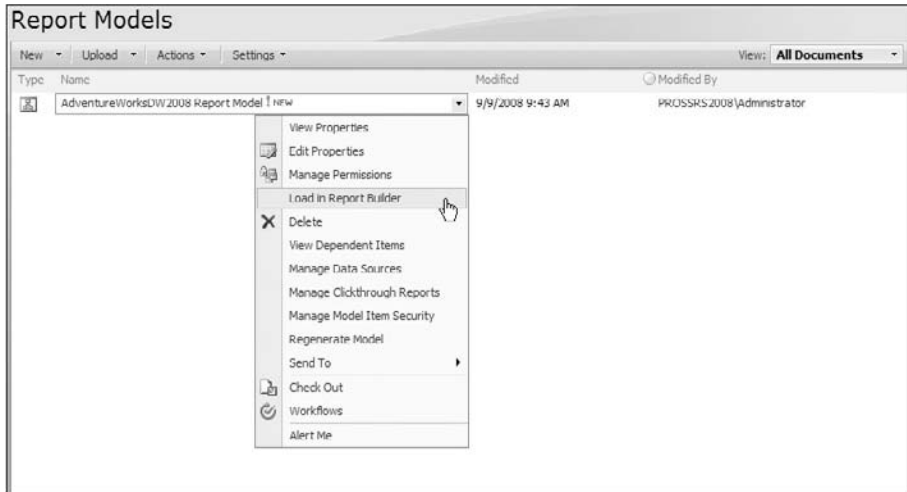 Report Models
New Upload Actions Settings View: All Documents
Type Name Modified Modified By
AdventureWorksDW2008 Report Model ! NEW 9/9/2008 9:43 AM PROSSRS2008\Administrator
View Properties
Edit Properties
Manage Permissions
Load in Report Builder
Delete
View Dependent Items
Manage Data Sources
Manage Clickthrough Reports
Manage Model Item Security
Regenerate Model
Send To
Check Out
Workflows
Alert Me